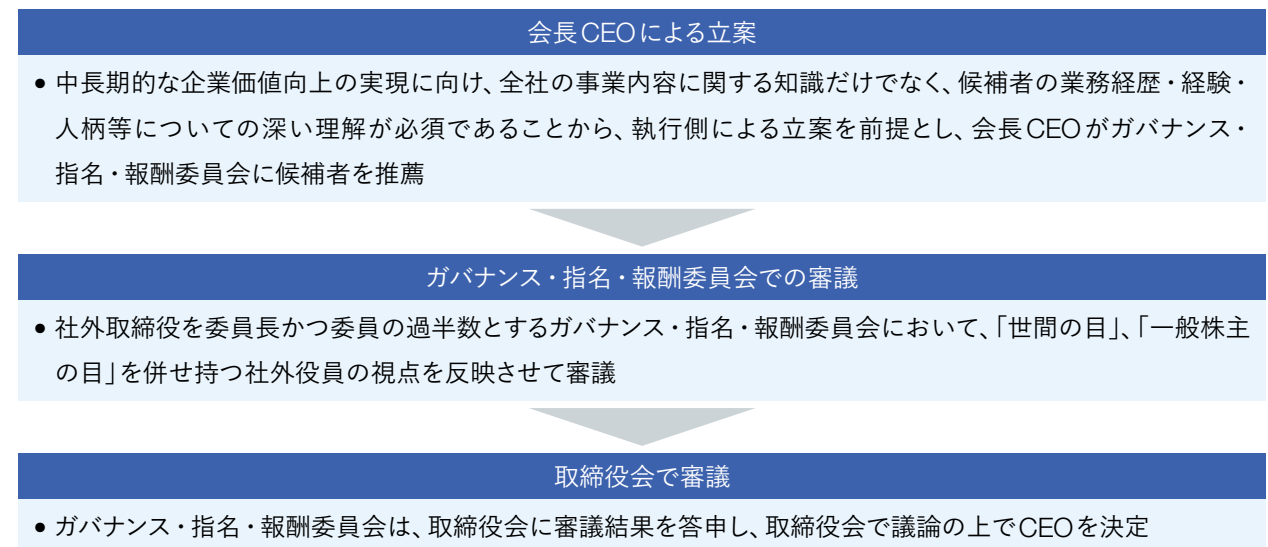 会長CEOによる立案
● 中長期的な企業価値向上の実現に向け、全社の事業内容に関する知識だけでなく、候補者の業務経歴・経験・
人柄等についての深い理解が必須であることから、執行側による立案を前提とし、会長CEOがガバナンス・
指名・報酬委員会に候補者を推薦
ガバナンス・指名・報酬委員会での審議
● 社外取締役を委員長かつ委員の過半数とするガバナンス・指名・報酬委員会において、「世間の目」、「一般株主
の目」を併せ持つ社外役員の視点を反映させて審議
取締役会で審議
● ガバナンス・指名・報酬委員会は、取締役会に審議結果を答申し、取締役会で議論の上でCEOを決定